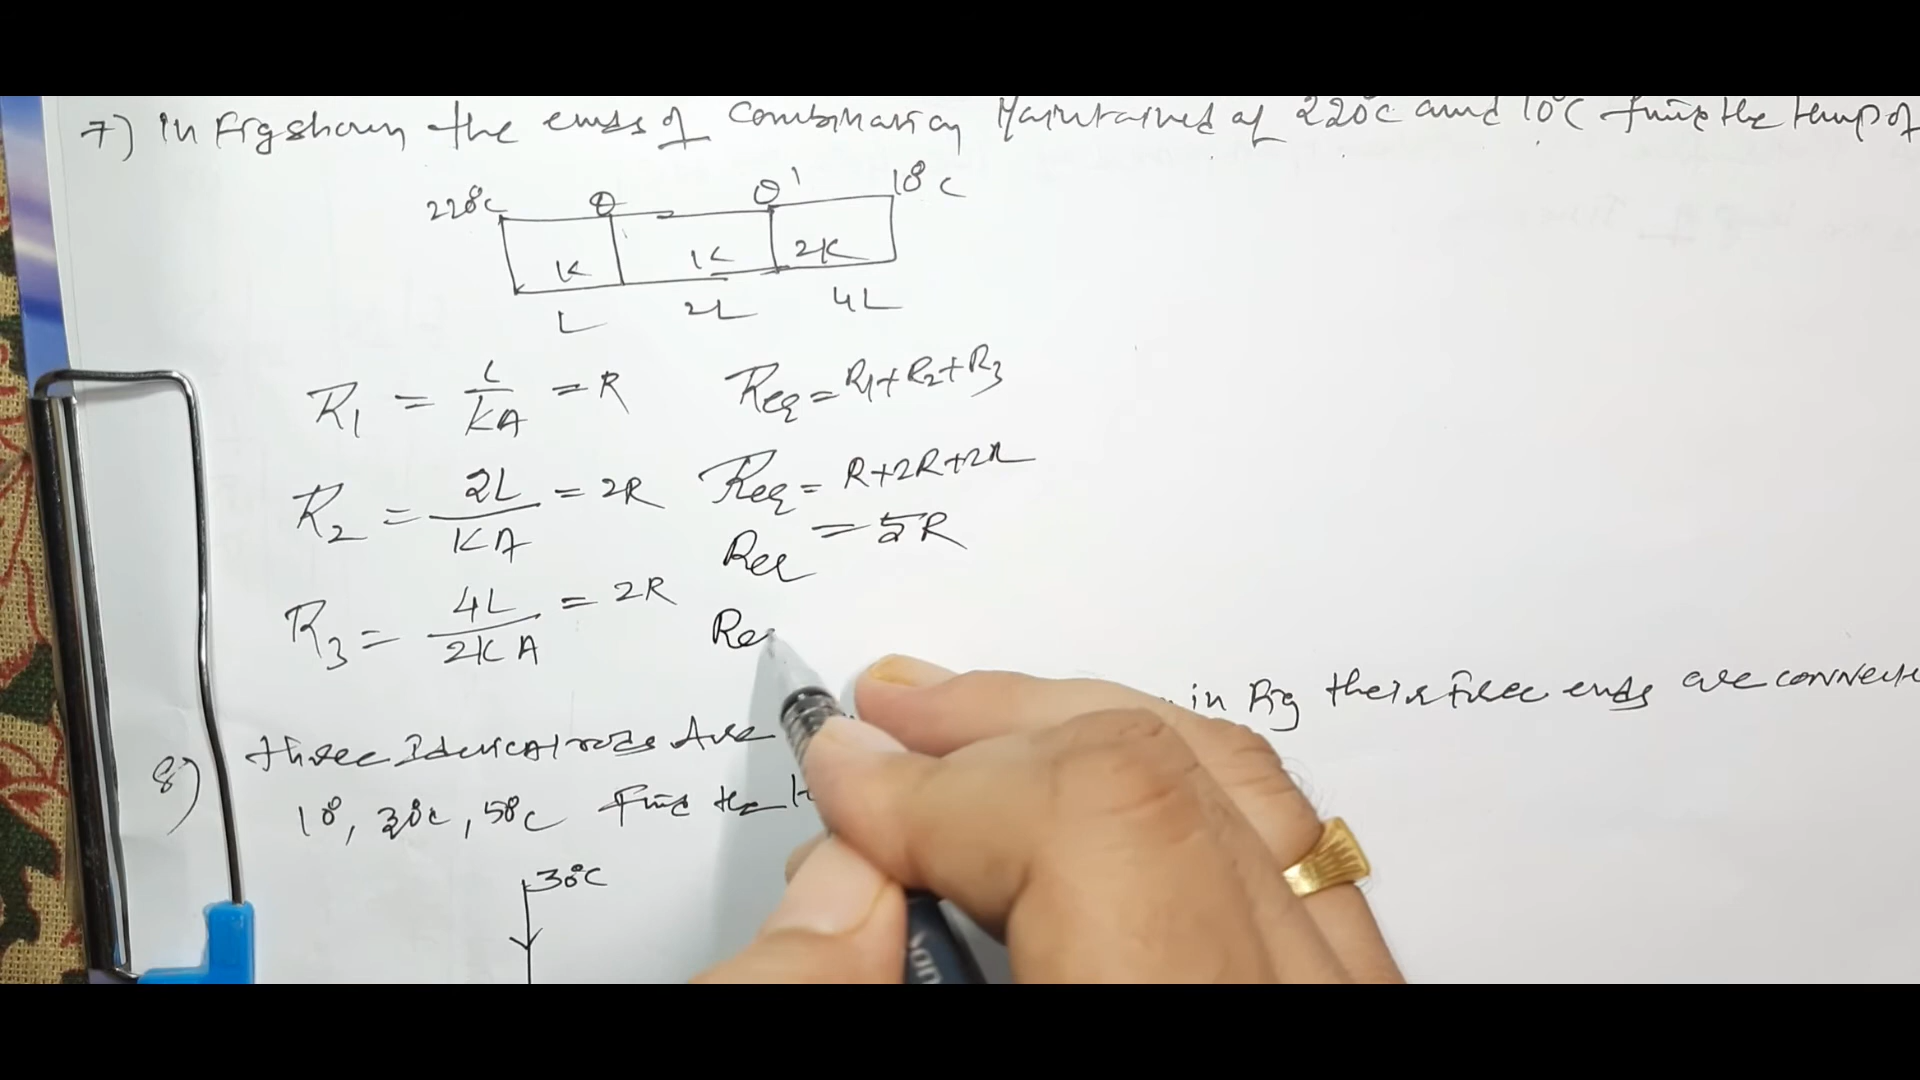 7) In Fig shown the ends of Combination Maintained at 220°C and 10°C find the temp of
220°C θ θ' 10°C
K K 2K
L 2L 4L
R1 = L/KA = R Req = R1+R2+R3
R2 = 2L/KA = 2R Req = R+2R+2R
Req = 5R
R3 = 4L/2KA = 2R Re
8) three Identical rods Are in Fig their Free ends are connecte
10°, 30°c, 50°c Find the
30°C